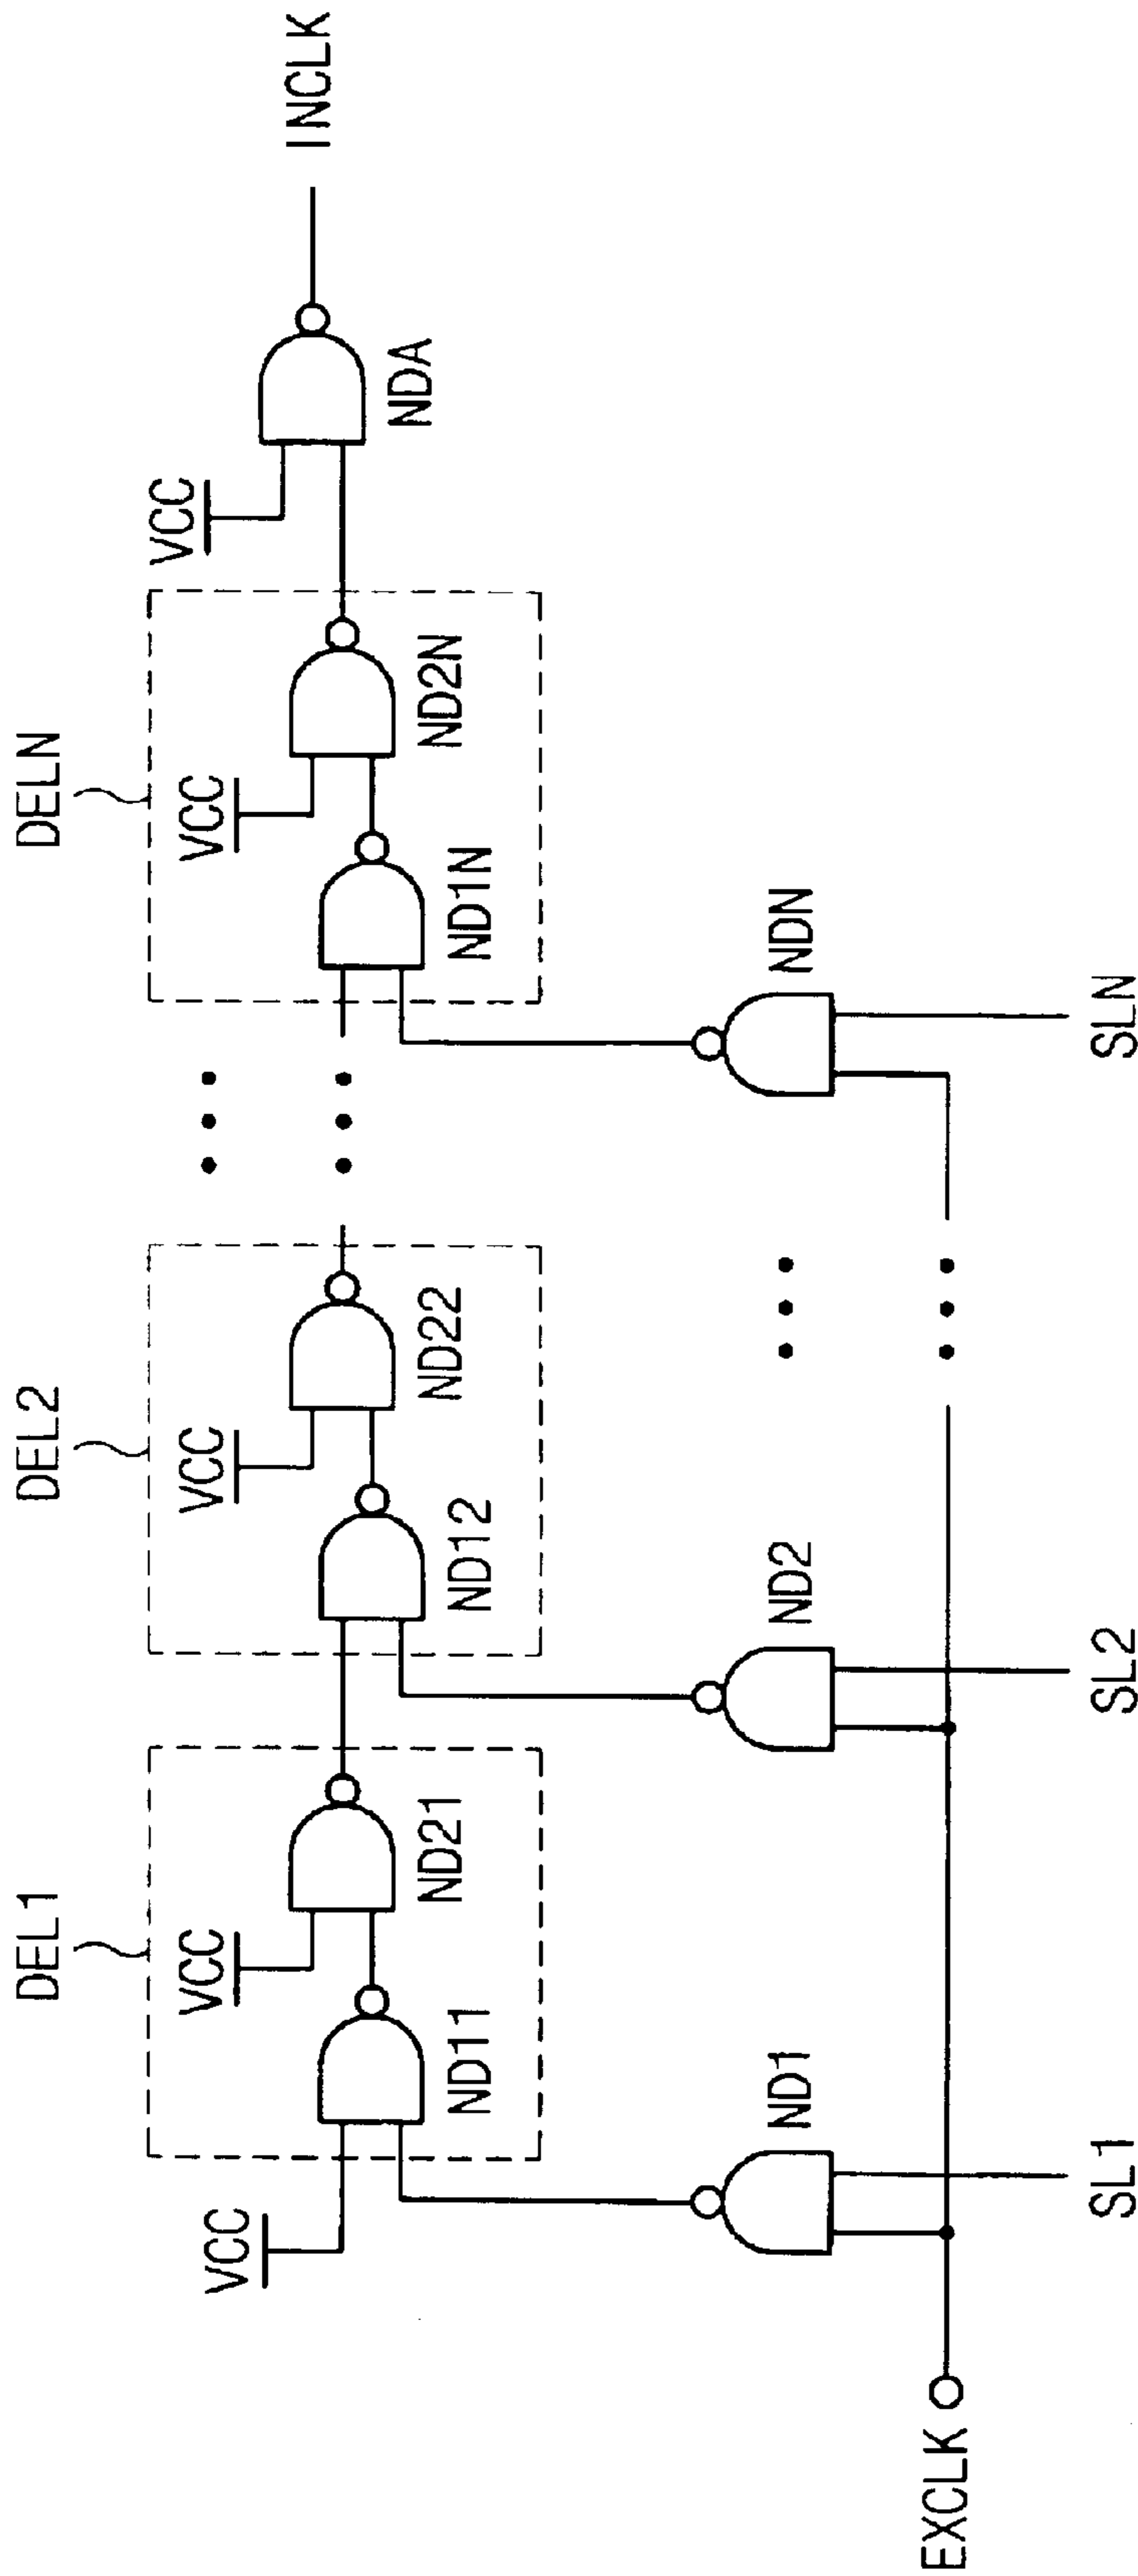 DEL1
DEL2
DELN
VCC
VCC
VCC
VCC
VCC
INCLK
ND11
ND21
ND12
ND22
ND1N
ND2N
NDA
ND1
ND2
NDN
EXCLK
SL1
SL2
SLN